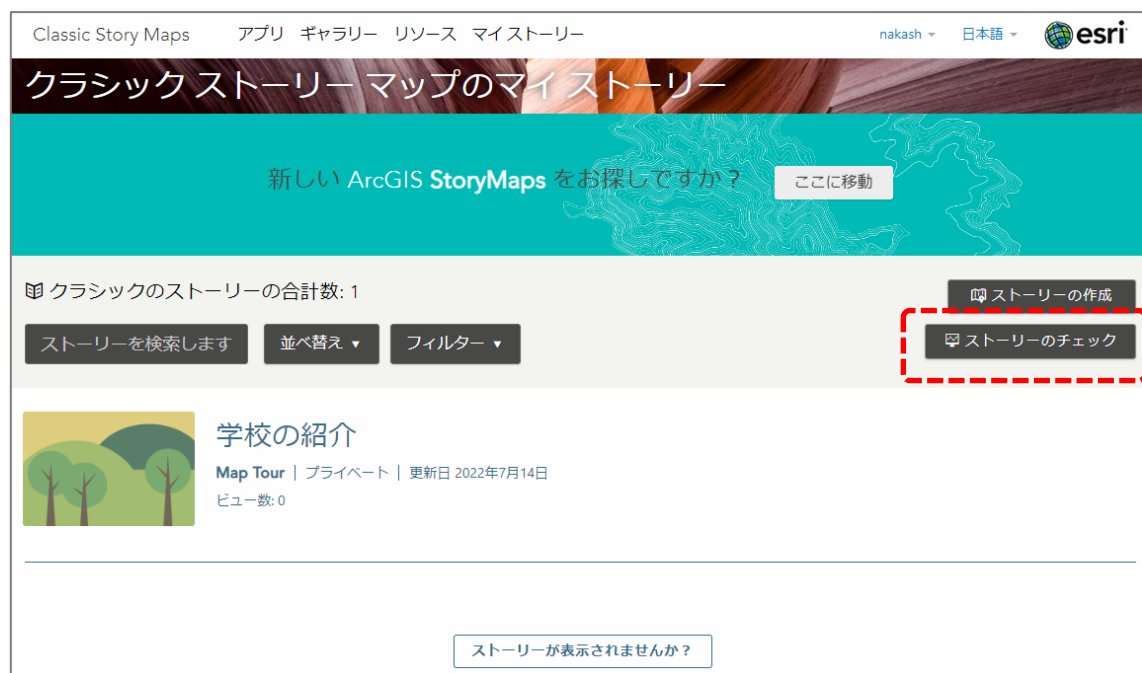 Classic Story Maps アプリ ギャラリー リソース マイストーリー nakash 日本語 esri
クラシック ストーリー マップのマイ ストーリー
新しい ArcGIS StoryMaps をお探しですか？ ここに移動
クラシックのストーリーの合計数: 1 ストーリーの作成
ストーリーを検索します 並べ替え ▼ フィルター ▼ ストーリーのチェック
学校の紹介
Map Tour | プライベート | 更新日 2022年7月14日
ビュー数: 0
ストーリーが表示されませんか？